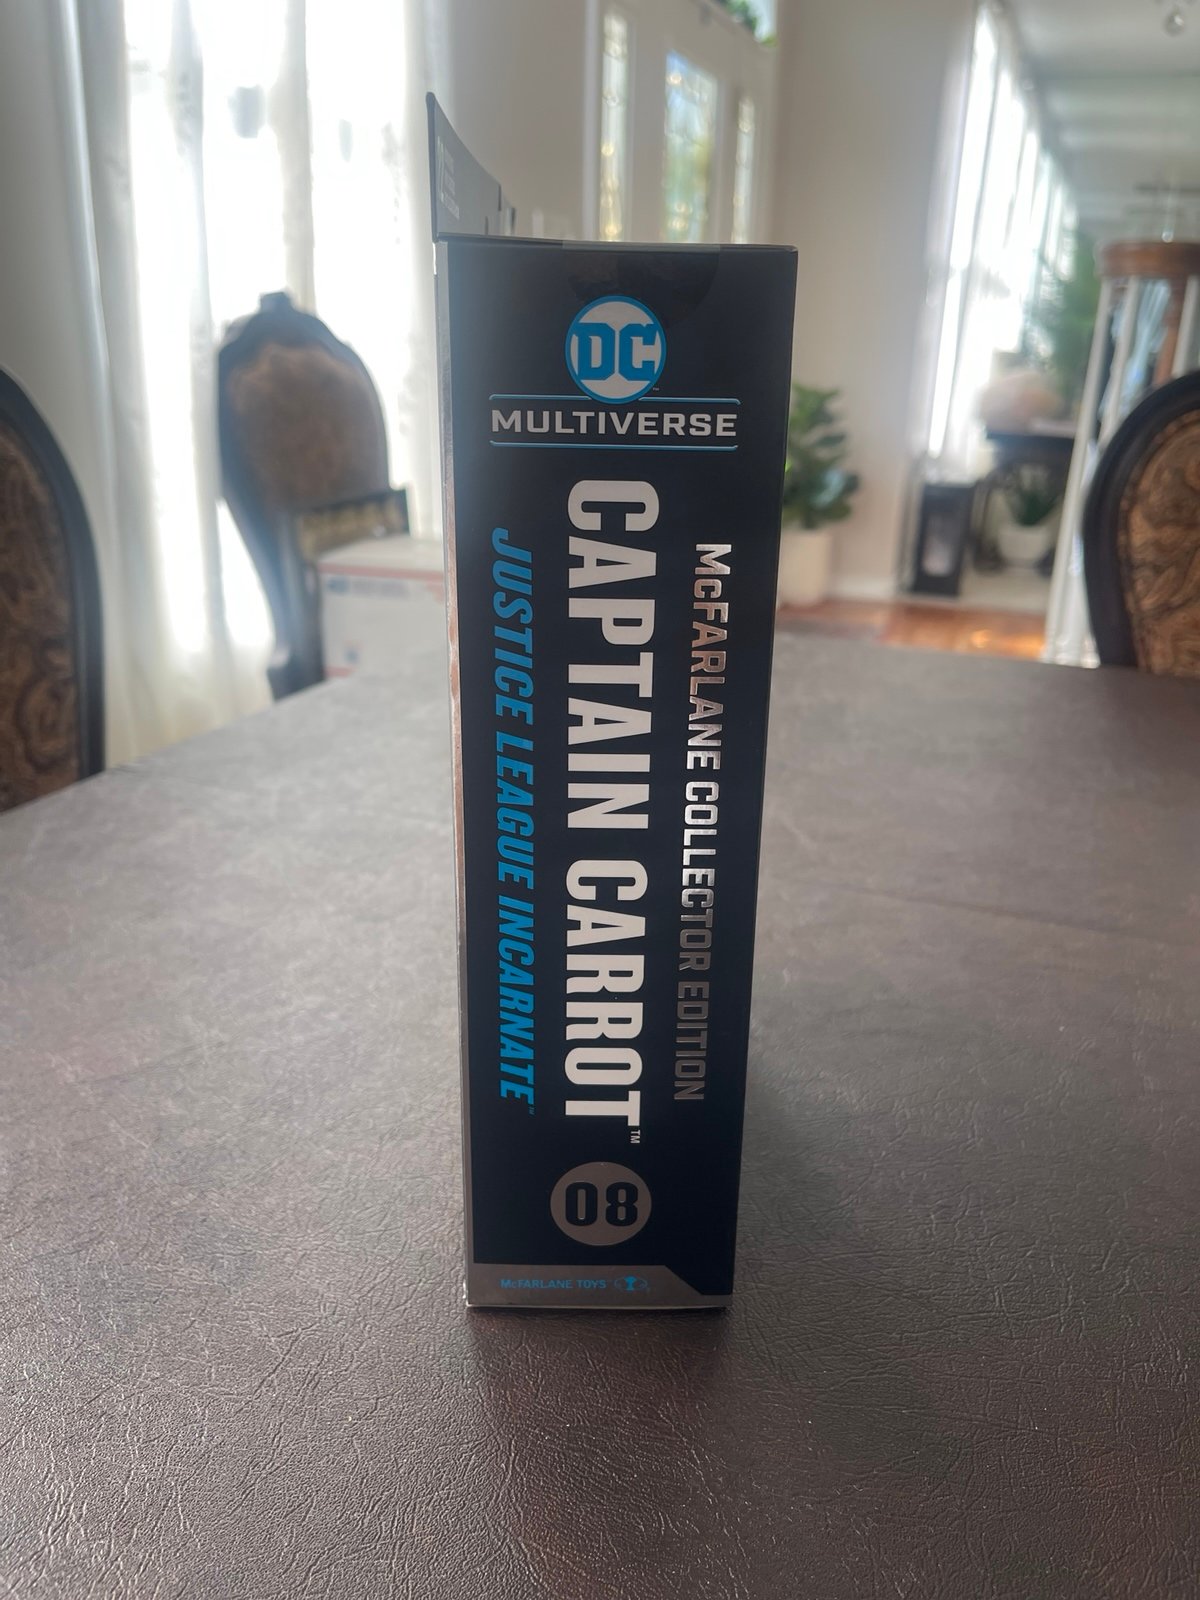 DC
MULTIVERSE
McFARLANE COLLECTOR EDITION
CAPTAIN CARROT™
JUSTICE LEAGUE INCARNATE™
08
McFARLANE TOYS